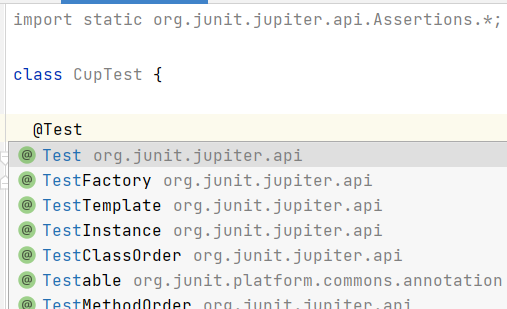 import static org.junit.jupiter.api.Assertions.*;
class CupTest {
@Test
@ Test org.junit.jupiter.api
@ TestFactory org.junit.jupiter.api
@ TestTemplate org.junit.jupiter.api
@ TestInstance org.junit.jupiter.api
@ TestClassOrder org.junit.jupiter.api
@ Testable org.junit.platform.commons.annotation
@ TestMethodOrder org.junit.jupiter.api